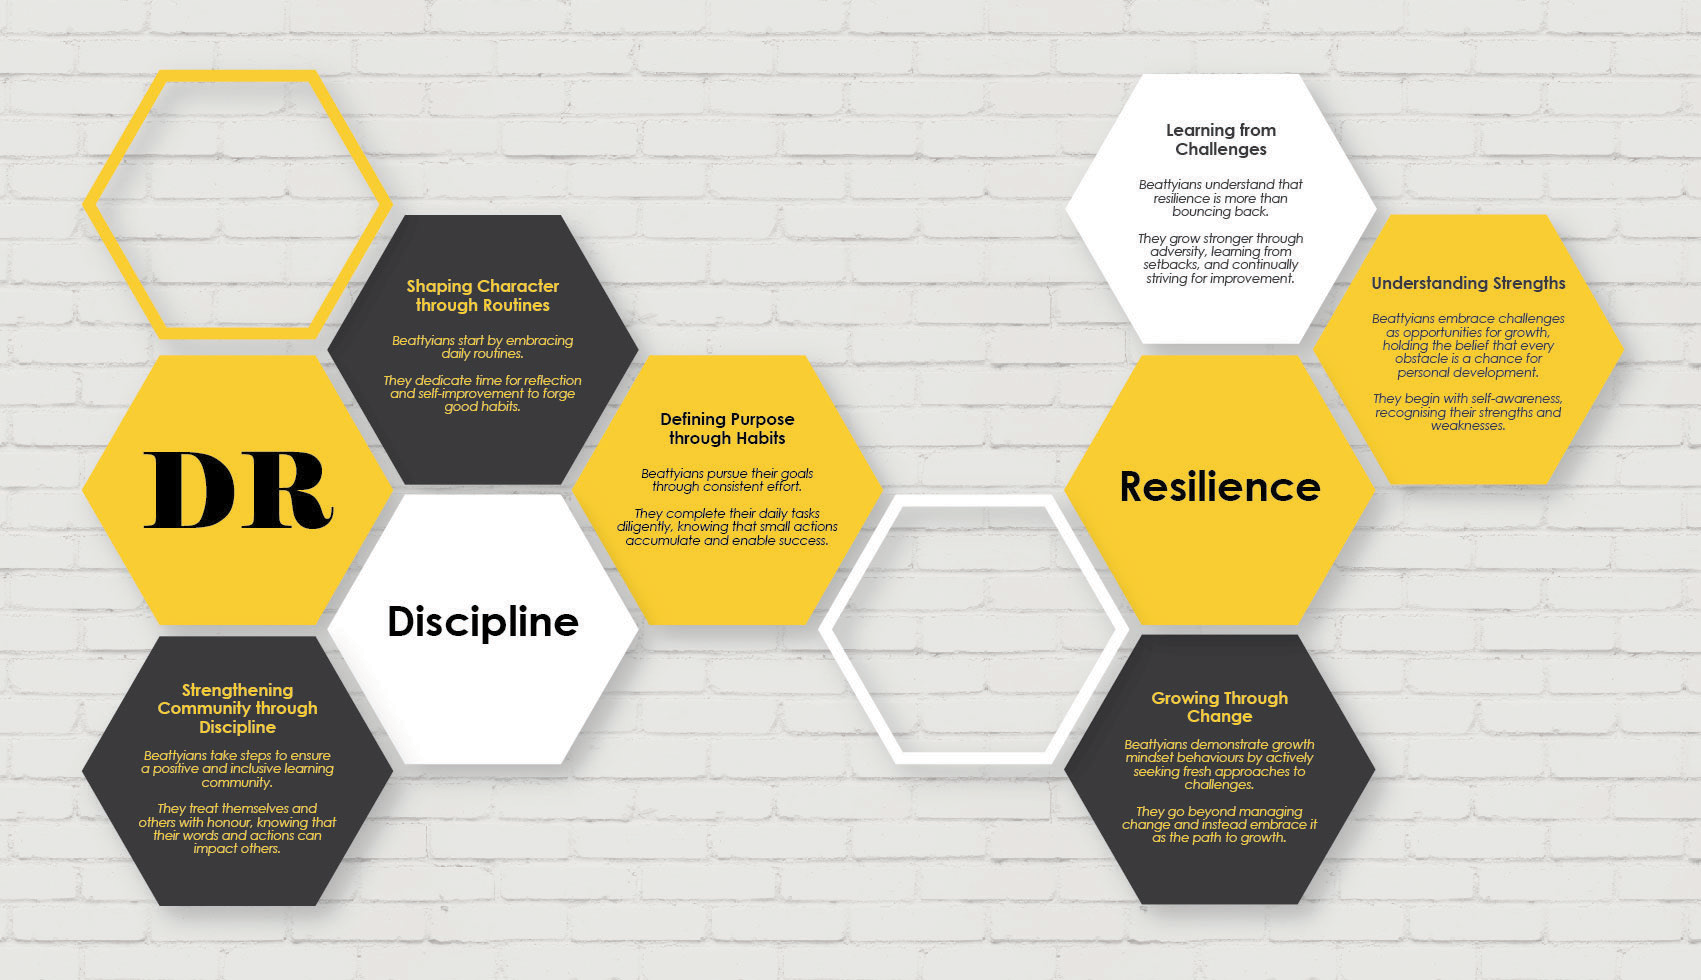 DR
Shaping Character
through Routines
Beattyians start by embracing
daily routines.
They dedicate time for reflection
and self-improvement to forge
good habits.
Defining Purpose
through Habits
Beattyians pursue their goals
through consistent effort.
They complete their daily tasks
diligently, knowing that small actions
accumulate and enable success.
Discipline
Strengthening
Community through
Discipline
Beattyians take steps to ensure
a positive and inclusive learning
community.
They treat themselves and
others with honour, knowing that
their words and actions can
impact others.
Learning from
Challenges
Beattyians understand that
resilience is more than
bouncing back.
They grow stronger through
adversity, learning from
setbacks, and continually
striving for improvement.
Understanding Strengths
Beattyians embrace challenges
as opportunities for growth,
holding the belief that every
obstacle is a chance for
personal development.
They begin with self-awareness,
recognising their strengths and
weaknesses.
Resilience
Growing Through
Change
Beattyians demonstrate growth
mindset behaviours by actively
seeking fresh approaches to
challenges.
They go beyond managing
change and instead embrace it
as the path to growth.